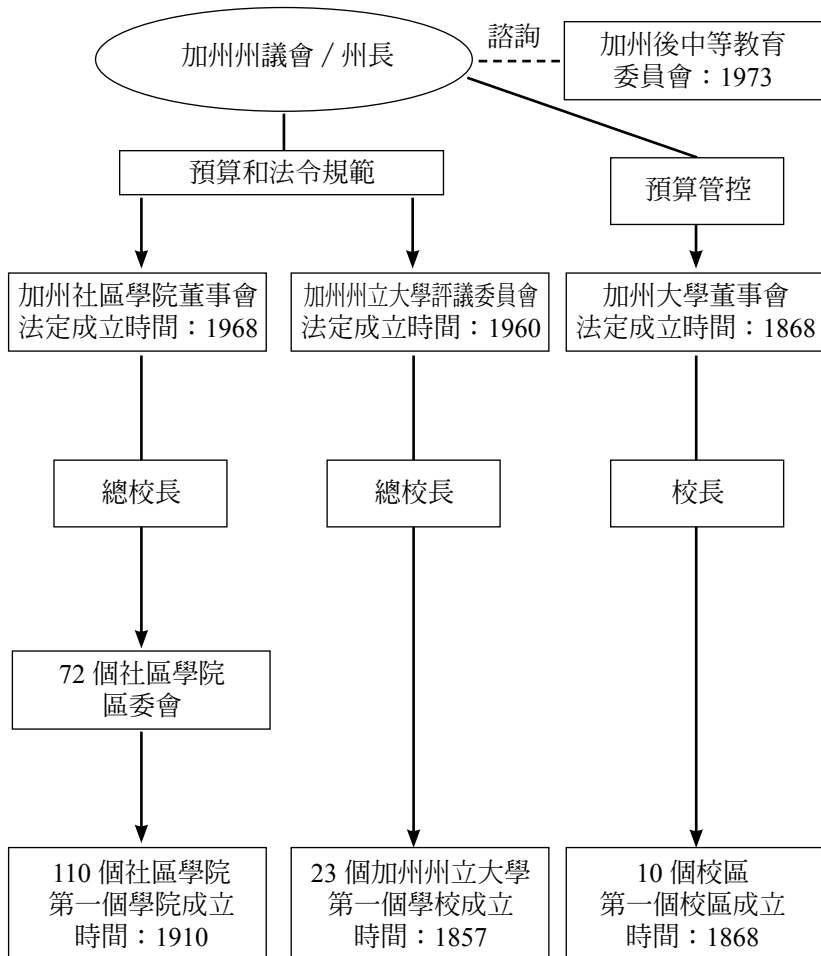 加州州議會/州長
諮詢
加州後中等教育
委員會：1973
預算和法令規範
預算管控
加州社區學院董事會
法定成立時間：1968
加州州立大學評議委員會
法定成立時間：1960
加州大學董事會
法定成立時間：1868
總校長
總校長
校長
72 個社區學院
區委會
110 個社區學院
第一個學院成立
時間：1910
23 個加州州立大學
第一個學校成立
時間：1857
10 個校區
第一個校區成立
時間：1868